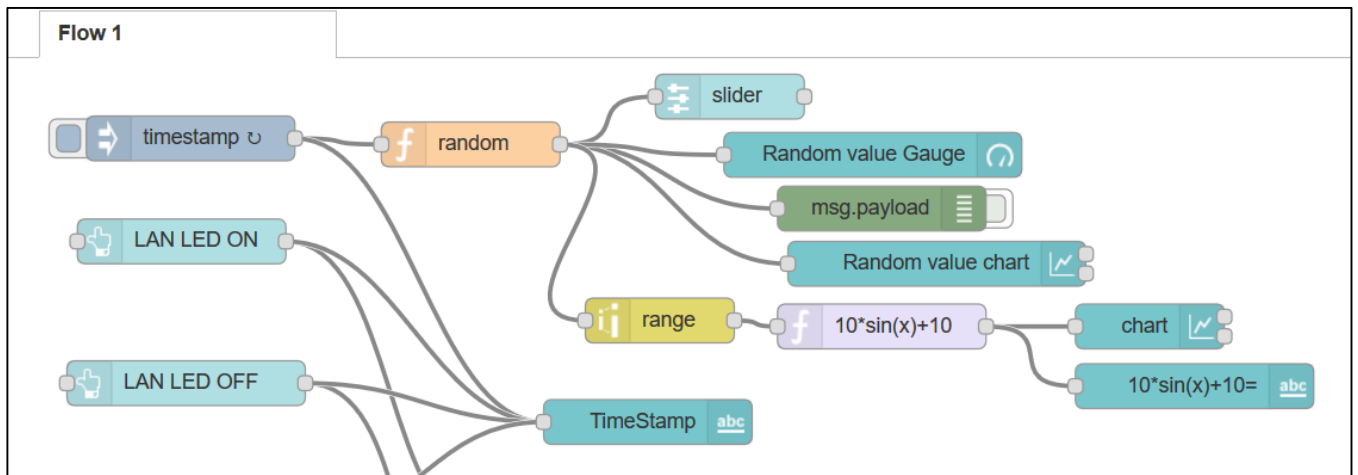 Flow 1
slider
timestamp ↻
random
Random value Gauge
msg.payload
LAN LED ON
Random value chart
range
10*sin(x)+10
chart
LAN LED OFF
10*sin(x)+10=
abc
TimeStamp
abc